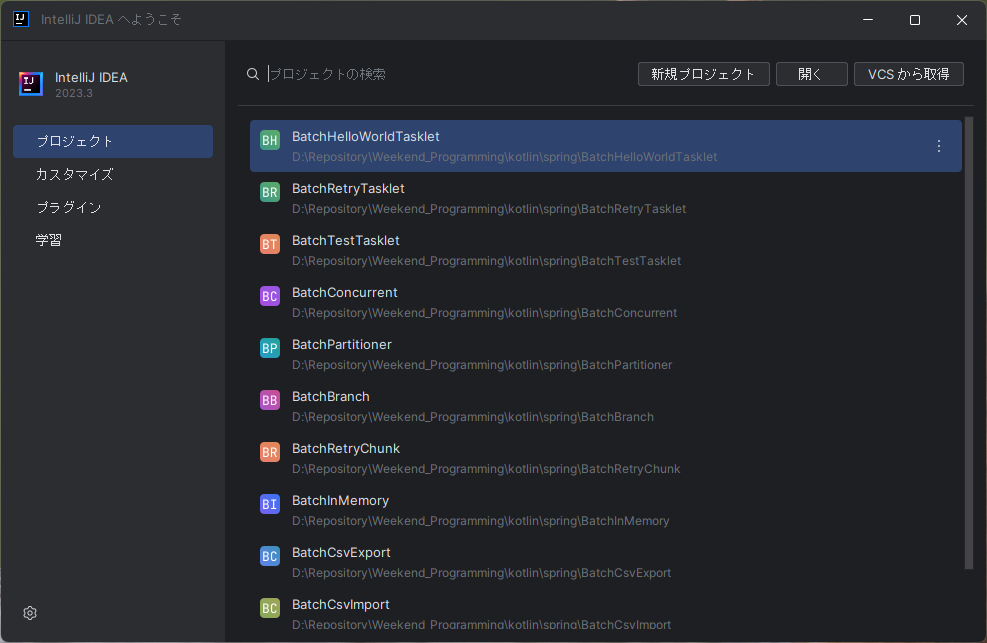 IntelliJ IDEA へようこそ
IntelliJ IDEA
2023.3
プロジェクト
カスタマイズ
プラグイン
学習
プロジェクトの検索
新規プロジェクト
開く
VCS から取得
BH BatchHelloWorldTasklet
D:\Repository\Weekend_Programming\kotlin\spring\BatchHelloWorldTasklet
BR BatchRetryTasklet
D:\Repository\Weekend_Programming\kotlin\spring\BatchRetryTasklet
BT BatchTestTasklet
D:\Repository\Weekend_Programming\kotlin\spring\BatchTestTasklet
BC BatchConcurrent
D:\Repository\Weekend_Programming\kotlin\spring\BatchConcurrent
BP BatchPartitioner
D:\Repository\Weekend_Programming\kotlin\spring\BatchPartitioner
BB BatchBranch
D:\Repository\Weekend_Programming\kotlin\spring\BatchBranch
BR BatchRetryChunk
D:\Repository\Weekend_Programming\kotlin\spring\BatchRetryChunk
BI BatchInMemory
D:\Repository\Weekend_Programming\kotlin\spring\BatchInMemory
BC BatchCsvExport
D:\Repository\Weekend_Programming\kotlin\spring\BatchCsvExport
BC BatchCsvImport
D:\Repository\Weekend_Programming\kotlin\spring\BatchCsvImport